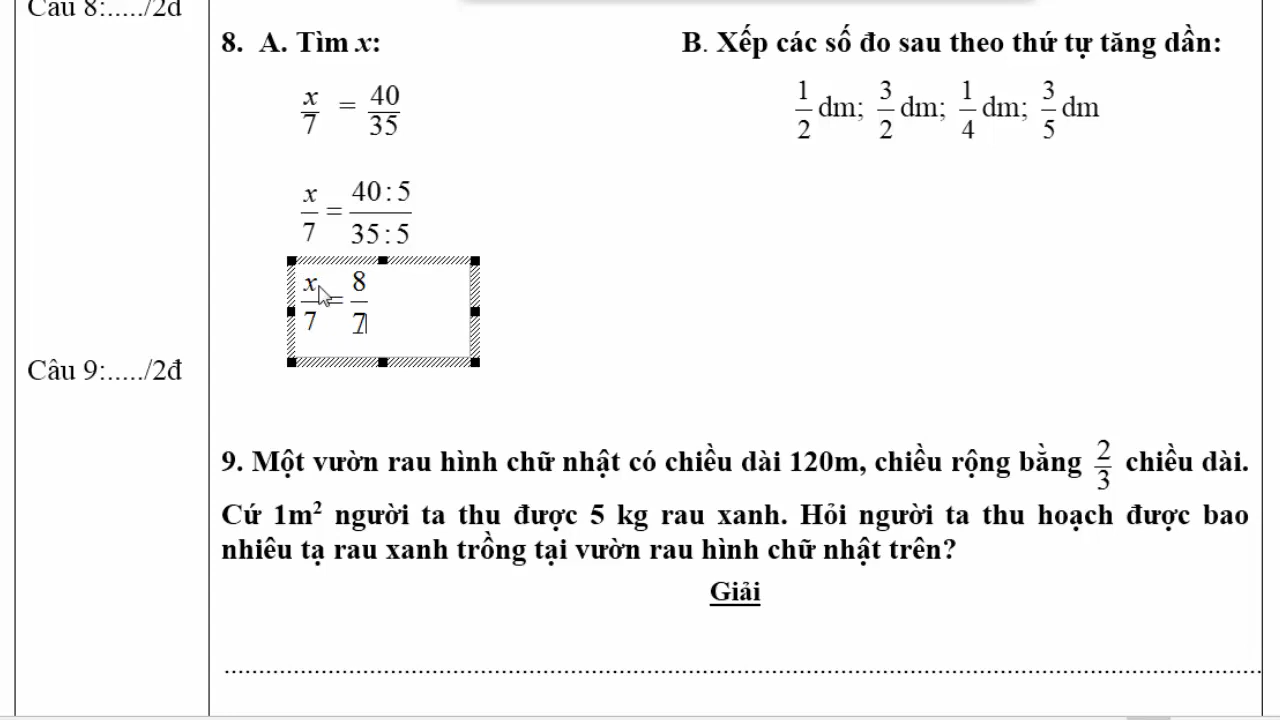 Câu 8:...../2đ
8. A. Tìm x:
B. Xếp các số đo sau theo thứ tự tăng dần:
x/7 = 40/35
1/2 dm; 3/2 dm; 1/4 dm; 3/5 dm
x/7 = 40:5/35:5
x/7 = 8/7
Câu 9:...../2đ
9. Một vườn rau hình chữ nhật có chiều dài 120m, chiều rộng bằng 2/3 chiều dài.
Cứ 1m² người ta thu được 5 kg rau xanh. Hỏi người ta thu hoạch được bao
nhiêu tạ rau xanh trồng tại vườn rau hình chữ nhật trên?
Giải